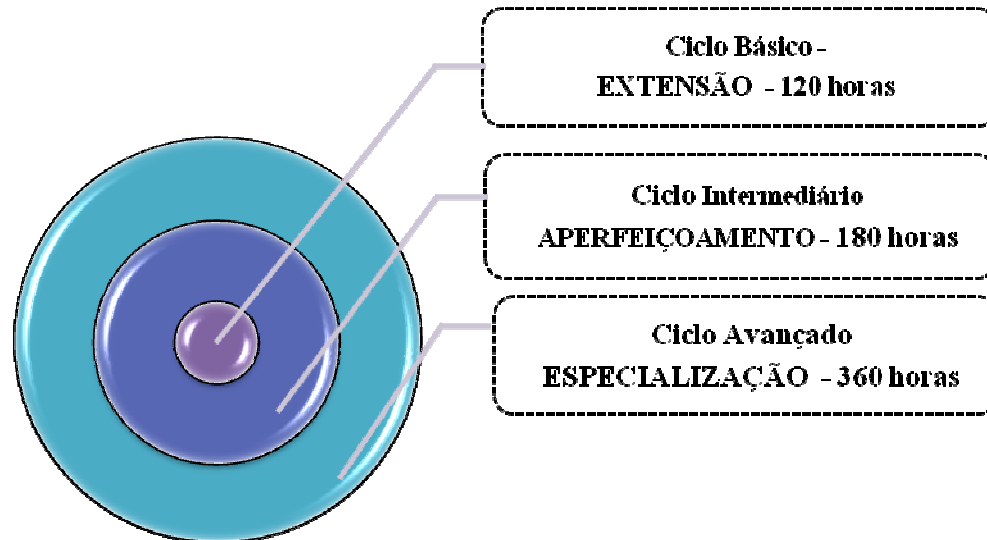 Ciclo Básico -
EXTENSÃO - 120 horas
Ciclo Intermediário
APERFEIÇOAMENTO - 180 horas
Ciclo Avançado
ESPECIALIZAÇÃO - 360 horas